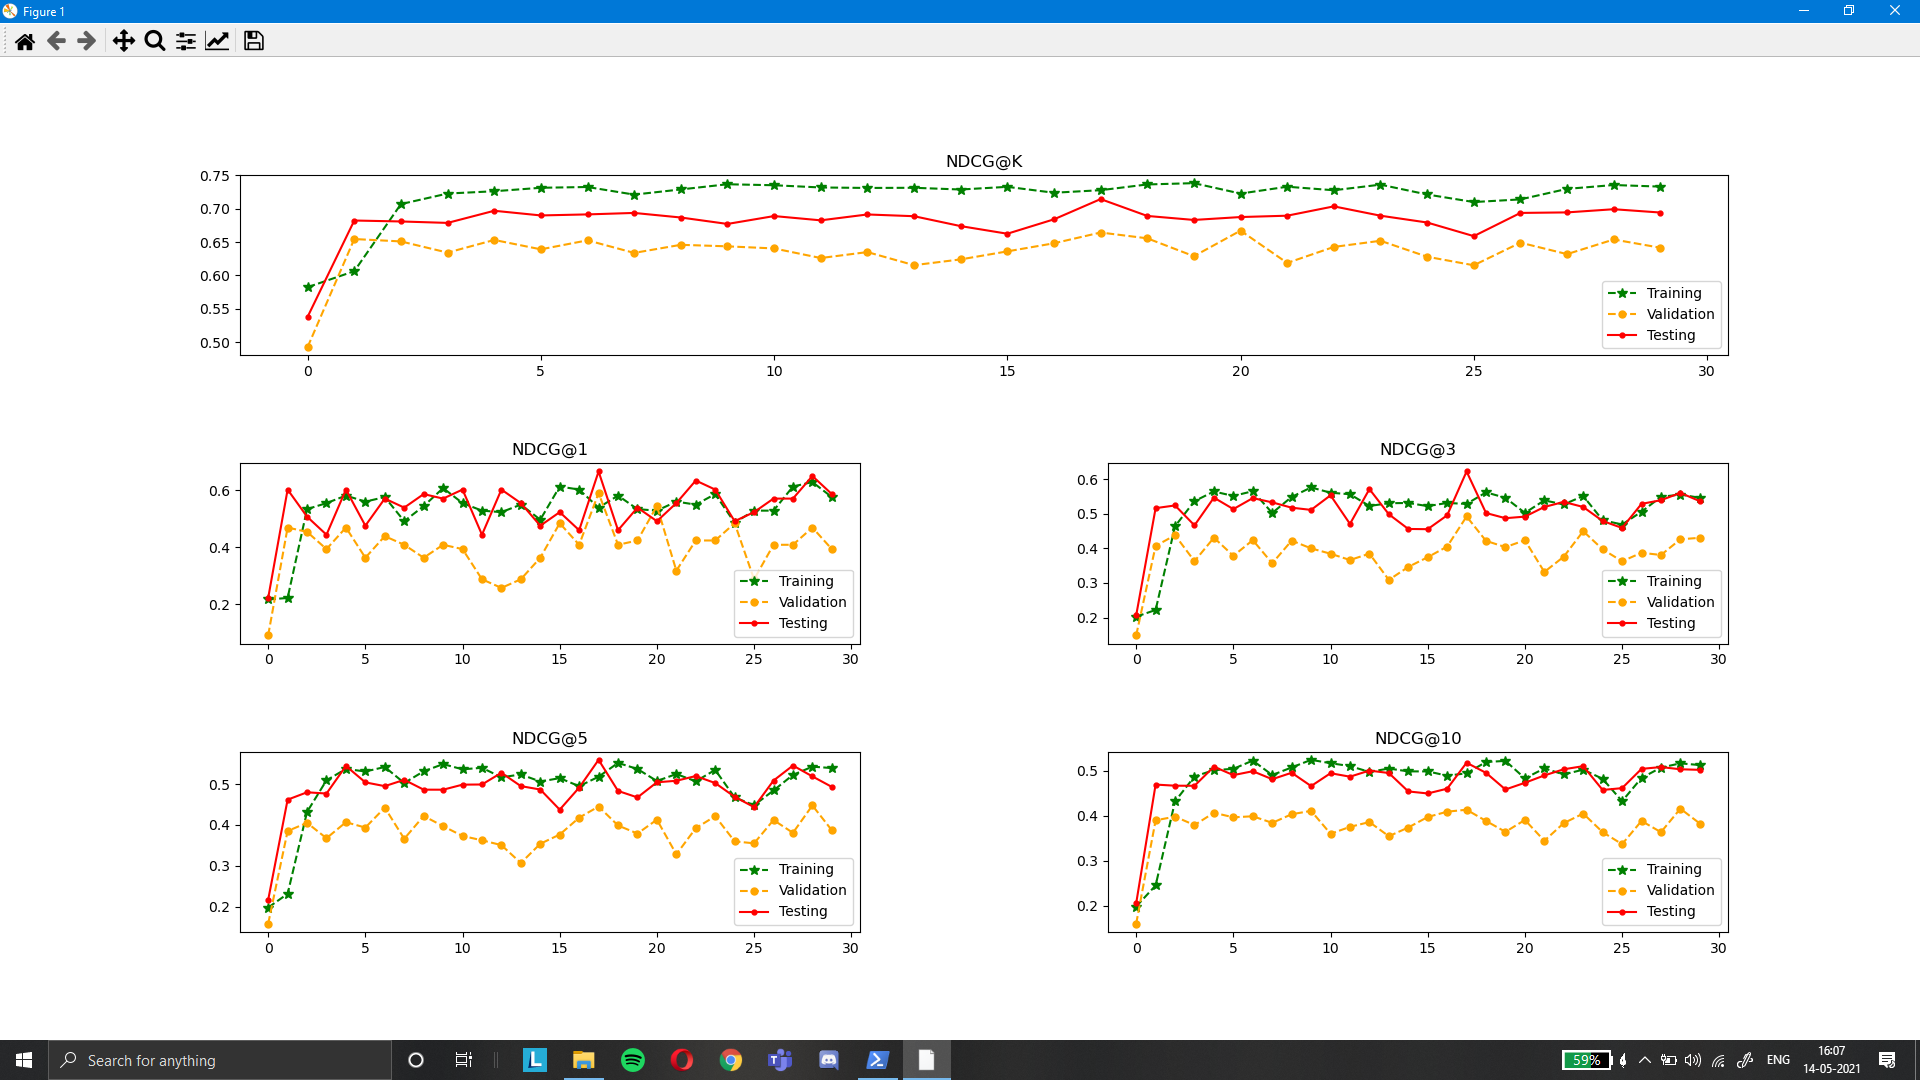 Figure 1
NDCG@K
0.75
0.70
0.65
0.60
0.55
0.50
0 5 10 15 20 25 30
Training
Validation
Testing
NDCG@1
0.6
0.4
0.2
0 5 10 15 20 25 30
Training
Validation
Testing
NDCG@3
0.6
0.5
0.4
0.3
0.2
0 5 10 15 20 25 30
Training
Validation
Testing
NDCG@5
0.5
0.4
0.3
0.2
0 5 10 15 20 25 30
Training
Validation
Testing
NDCG@10
0.5
0.4
0.3
0.2
0 5 10 15 20 25 30
Training
Validation
Testing
Search for anything
L
T
59%
ENG
16:07
14-05-2021